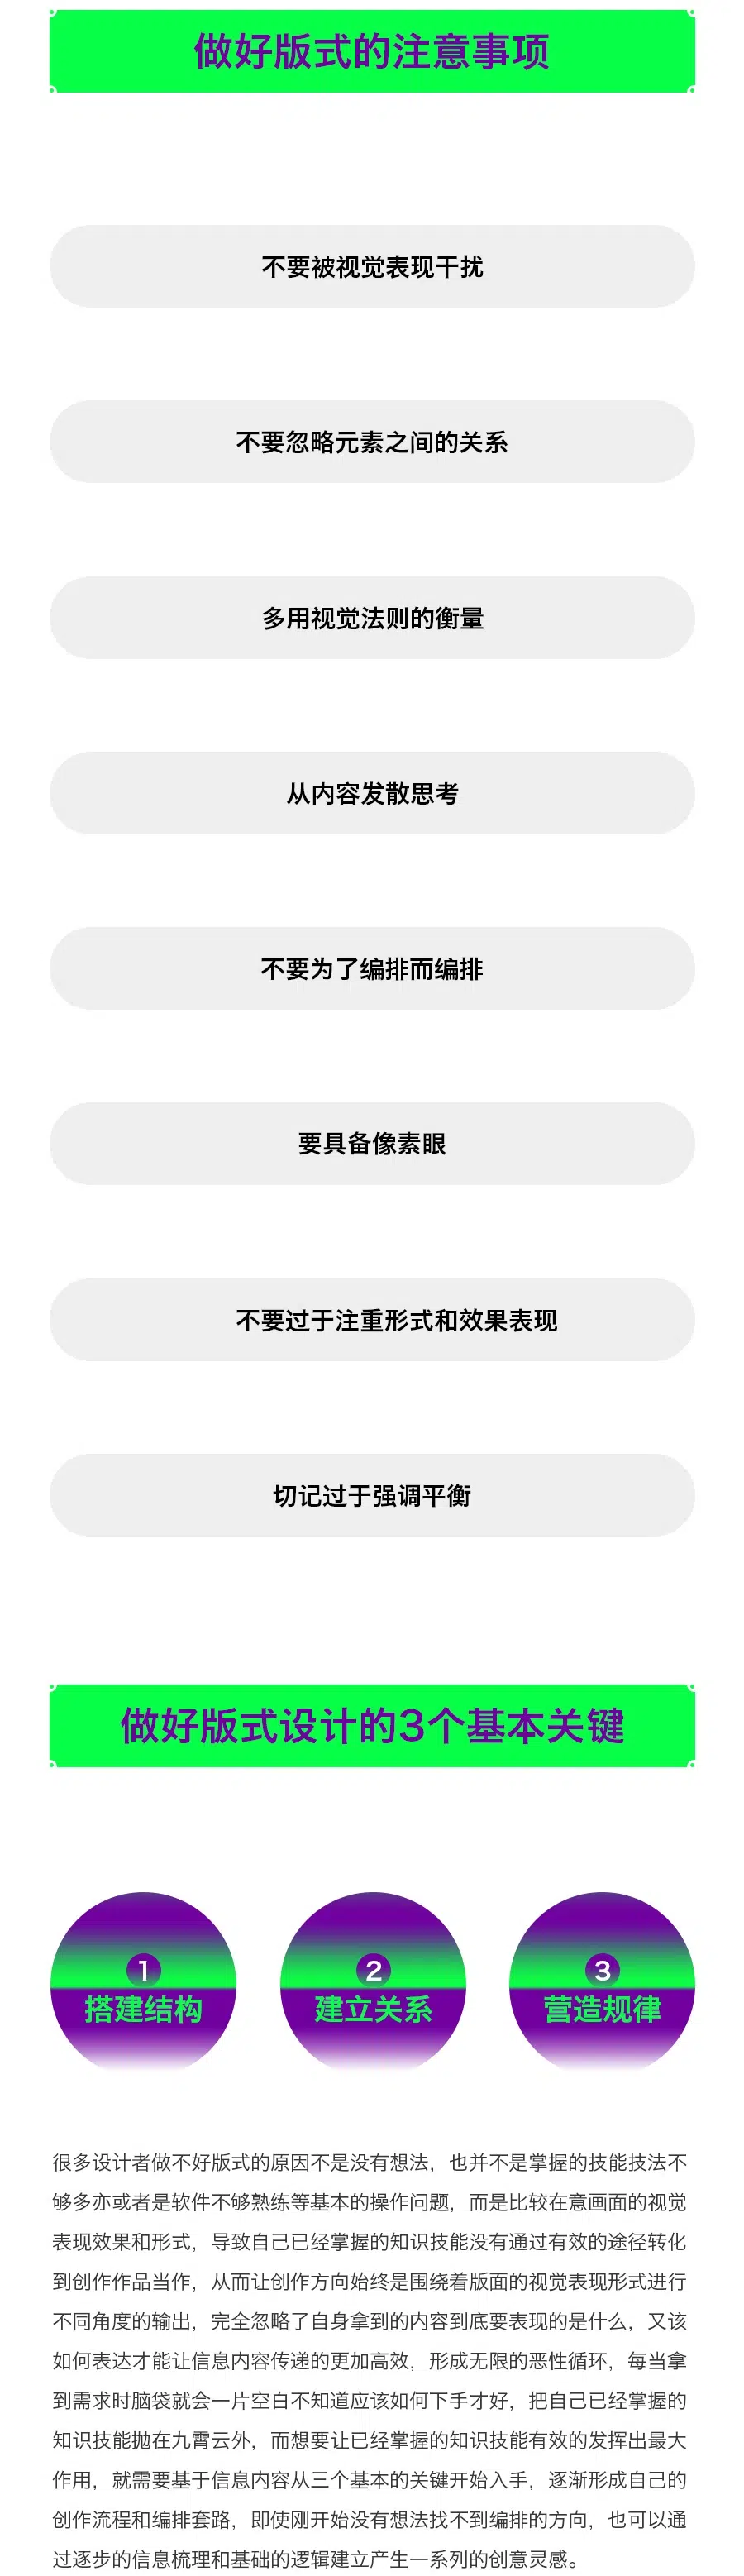 做好版式的注意事项
不要被视觉表现干扰
不要忽略元素之间的关系
多用视觉法则的衡量
从内容发散思考
不要为了编排而编排
要具备像素眼
不要过于注重形式和效果表现
切记过于强调平衡
做好版式设计的3个基本关键
1
搭建结构
2
建立关系
3
营造规律
很多设计者做不好版式的原因不是没有想法，也并不是掌握的技能技法不
够多亦或者是软件不够熟练等基本的操作问题，而是比较在意画面的视觉
表现效果和形式，导致自己已经掌握的知识技能没有通过有效的途径转化
到创作作品当作，从而让创作方向始终是围绕着版面的视觉表现形式进行
不同角度的输出，完全忽略了自身拿到的内容到底要表现的是什么，又该
如何表达才能让信息内容传递的更加高效，形成无限的恶性循环，每当拿
到需求时脑袋就会一片空白不知道应该如何下手才好，把自己已经掌握的
知识技能抛在九霄云外，而想要让已经掌握的知识技能有效的发挥出最大
作用，就需要基于信息内容从三个基本的关键开始入手，逐渐形成自己的
创作流程和编排套路，即使刚开始没有想法找不到编排的方向，也可以通
过逐步的信息梳理和基础的逻辑建立产生一系列的创意灵感。